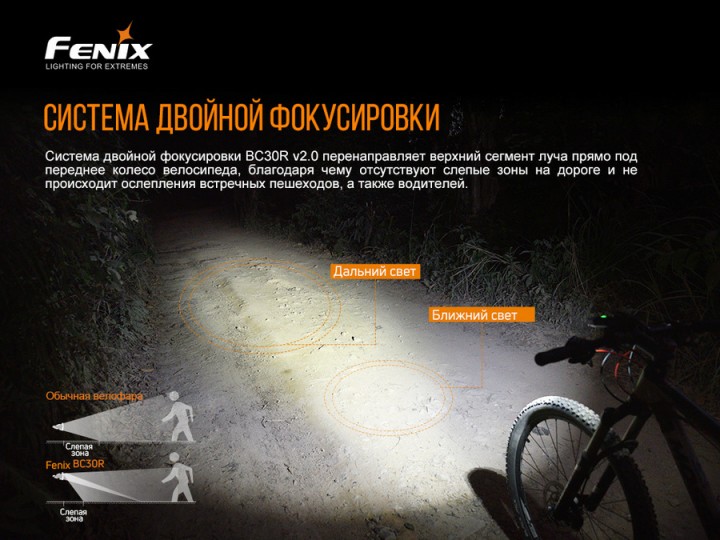 FENIX
LIGHTING FOR EXTREMES
СИСТЕМА ДВОЙНОЙ ФОКУСИРОВКИ
Система двойной фокусировки BC30R v2.0 перенаправляет верхний сегмент луча прямо под
переднее колесо велосипеда, благодаря чему отсутствуют слепые зоны на дороге и не
происходит ослепления встречных пешеходов, а также водителей.
Дальний свет
Ближний свет
Обычная велофара
Слепая
зона
Fenix BC30R
Слепая
зона